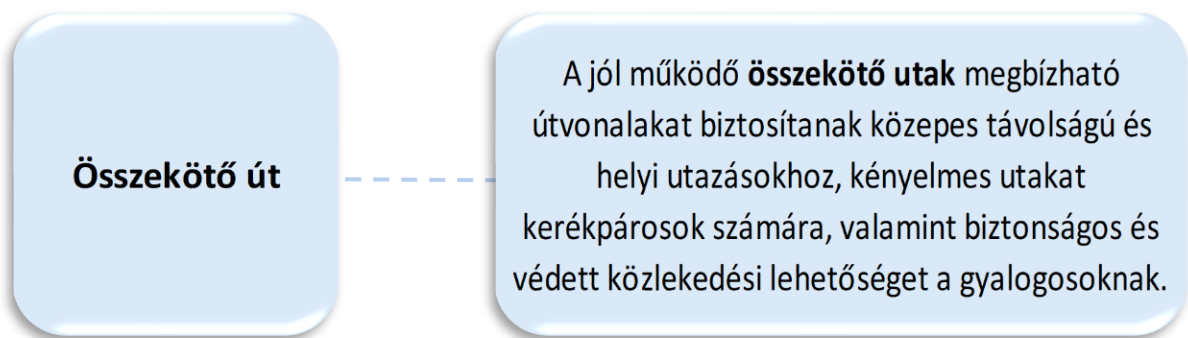 Összekötő út
A jól működő összekötő utak megbízható
útvonalakat biztosítanak közepes távolságú és
helyi utazásokhoz, kényelmes utakat
kerékpárosok számára, valamint biztonságos és
védett közlekedési lehetőséget a gyalogosoknak.